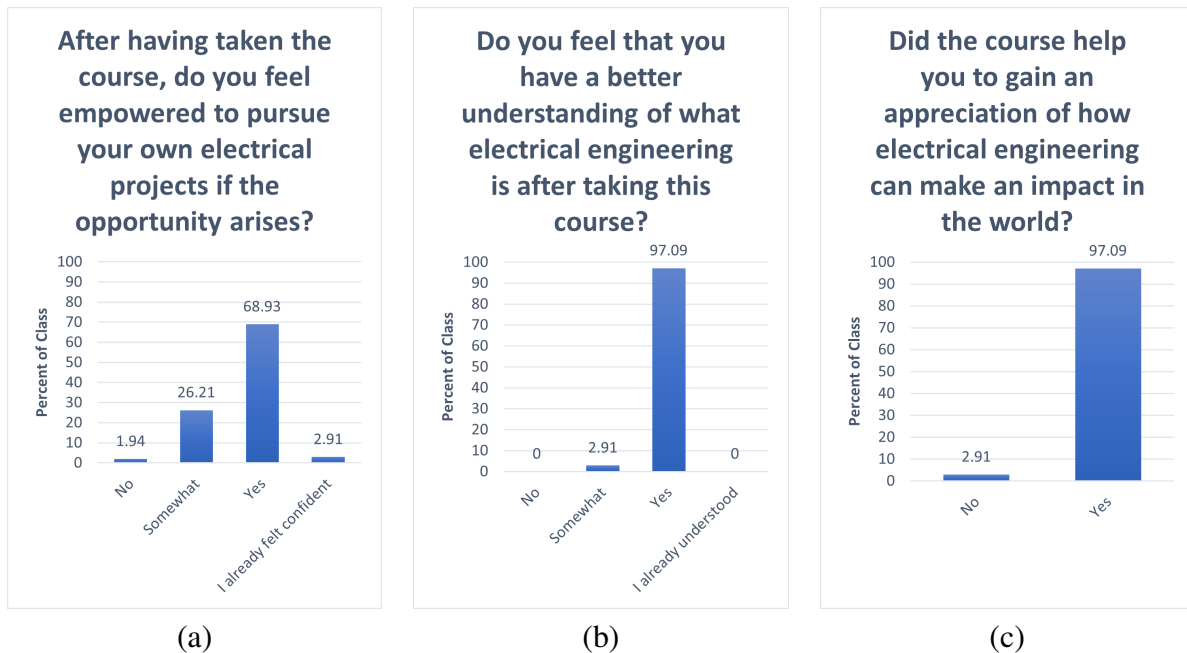 After having taken the
course, do you feel
empowered to pursue
your own electrical
projects if the
opportunity arises?
100
90
80
70
60
50
40
30
20
10
0
Percent of Class
1.94
26.21
68.93
2.91
No
Somewhat
Yes
I already felt confident
(a)
Do you feel that you
have a better
understanding of what
electrical engineering
is after taking this
course?
100
90
80
70
60
50
40
30
20
10
0
Percent of Class
0
2.91
97.09
0
No
Somewhat
Yes
I already understood
(b)
Did the course help
you to gain an
appreciation of how
electrical engineering
can make an impact in
the world?
100
90
80
70
60
50
40
30
20
10
0
Percent of Class
2.91
97.09
No
Yes
(c)